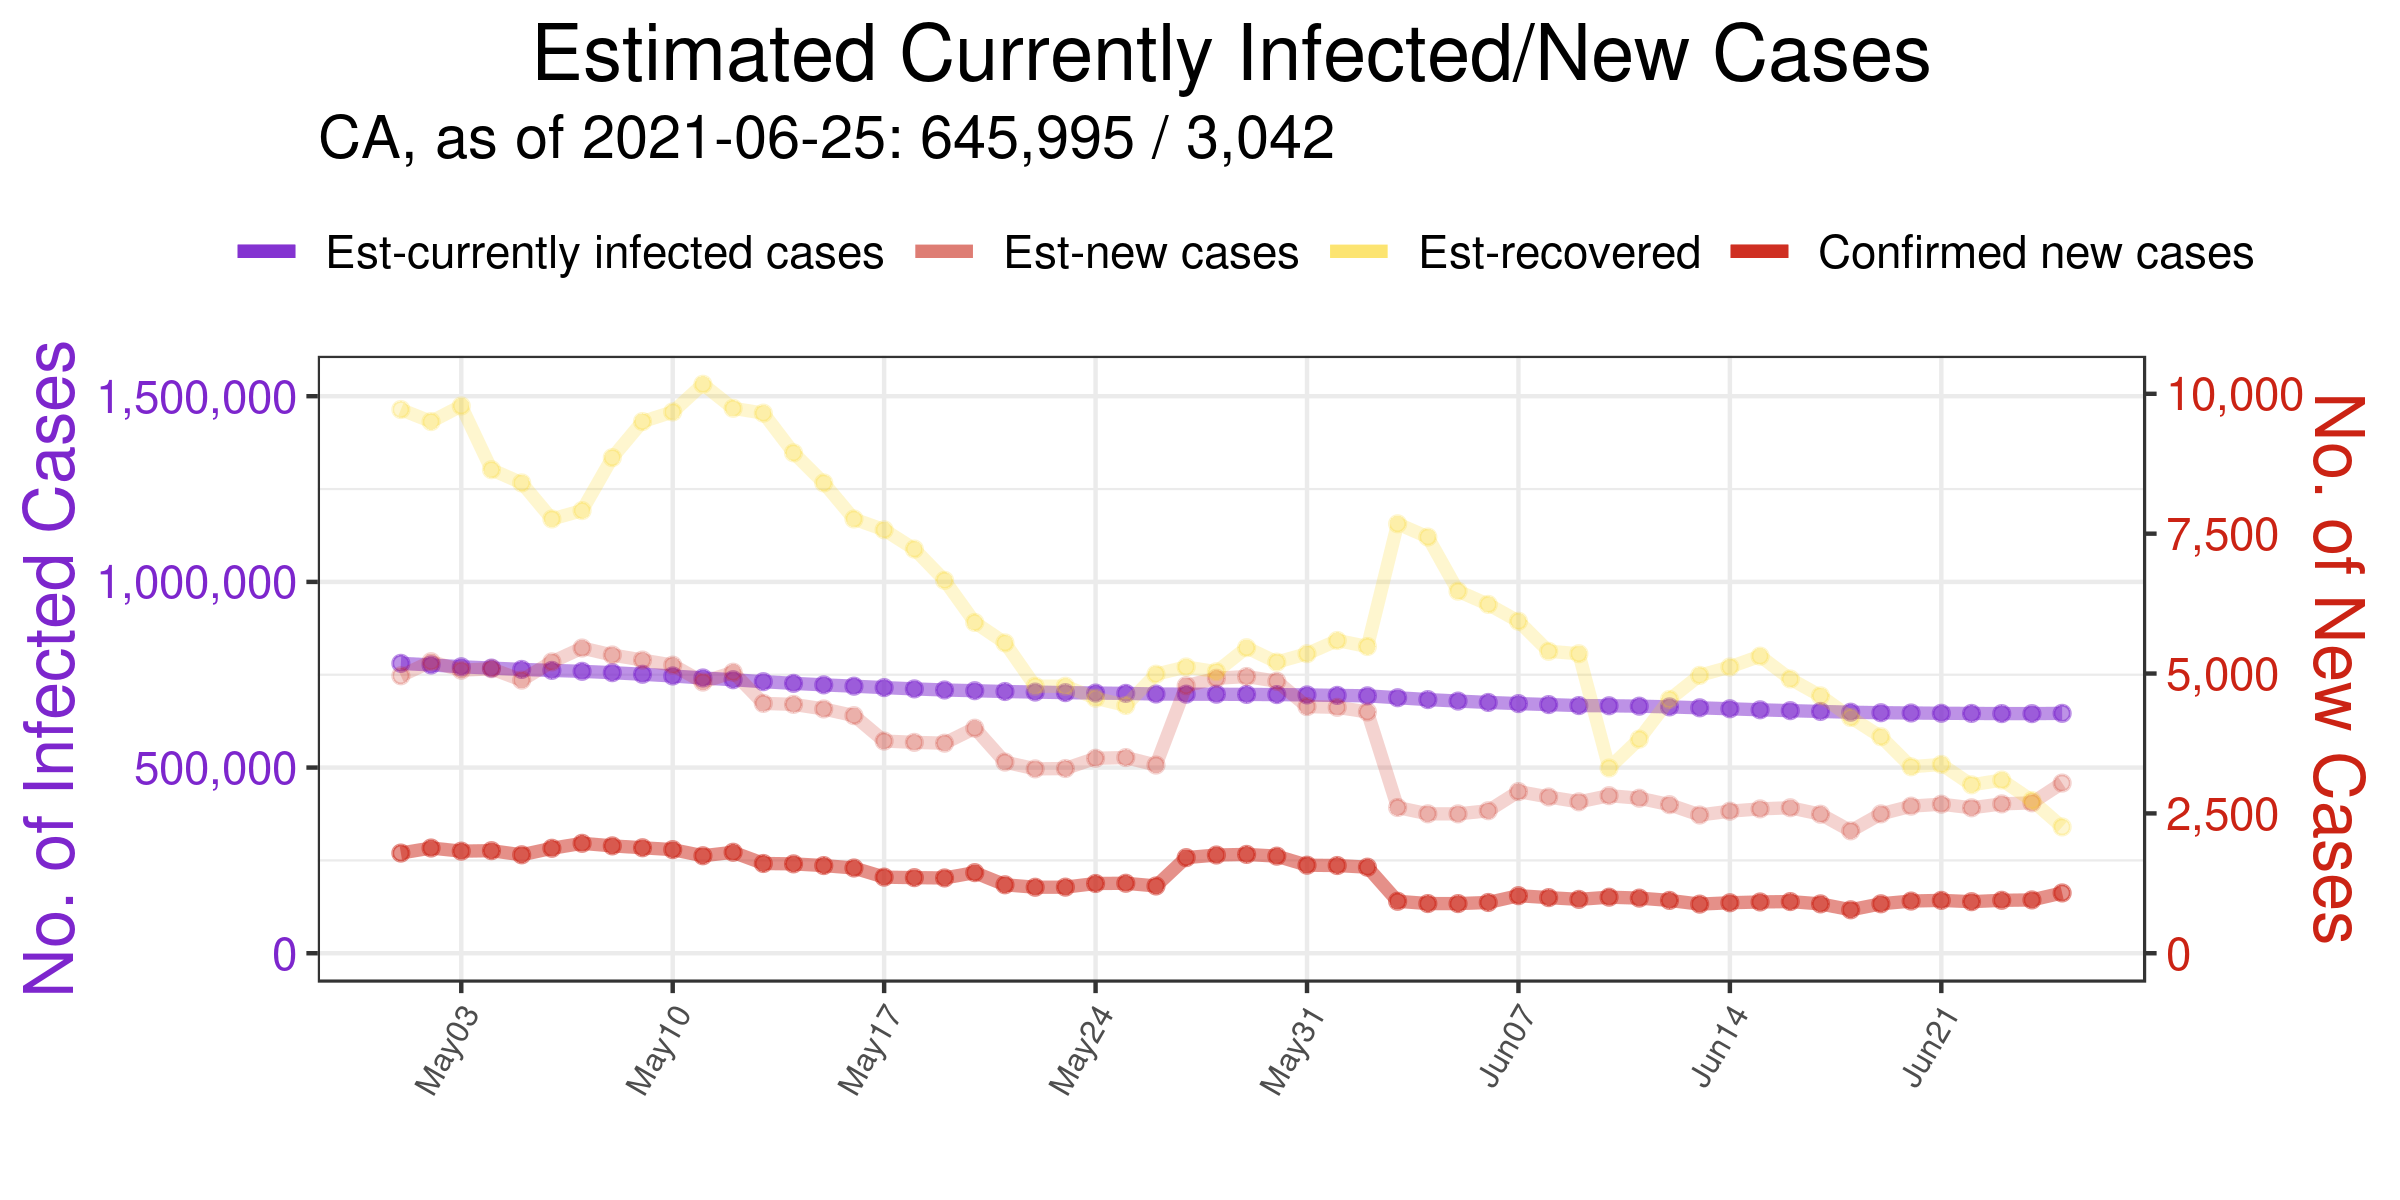 Estimated Currently Infected/New Cases
CA, as of 2021-06-25: 645,995 / 3,042
Est-currently infected cases Est-new cases Est-recovered Confirmed new cases
No. of Infected Cases
1,500,000
1,000,000
500,000
0
10,000
7,500
5,000
2,500
0
No. of New Cases
May03 May10 May17 May24 May31 Jun07 Jun14 Jun21